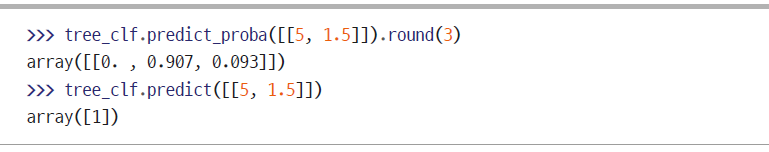 >>> tree_clf.predict_proba([[5, 1.5]]).round(3)
array([[0. , 0.907, 0.093]])
>>> tree_clf.predict([[5, 1.5]])
array([1])